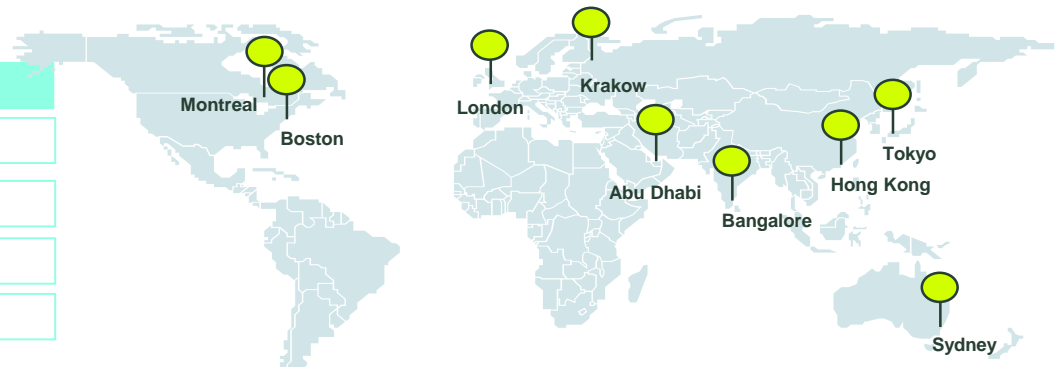 Krakow
Montreal
London
Boston
Tokyo
Hong Kong
Abu Dhabi
Bangalore
Sydney